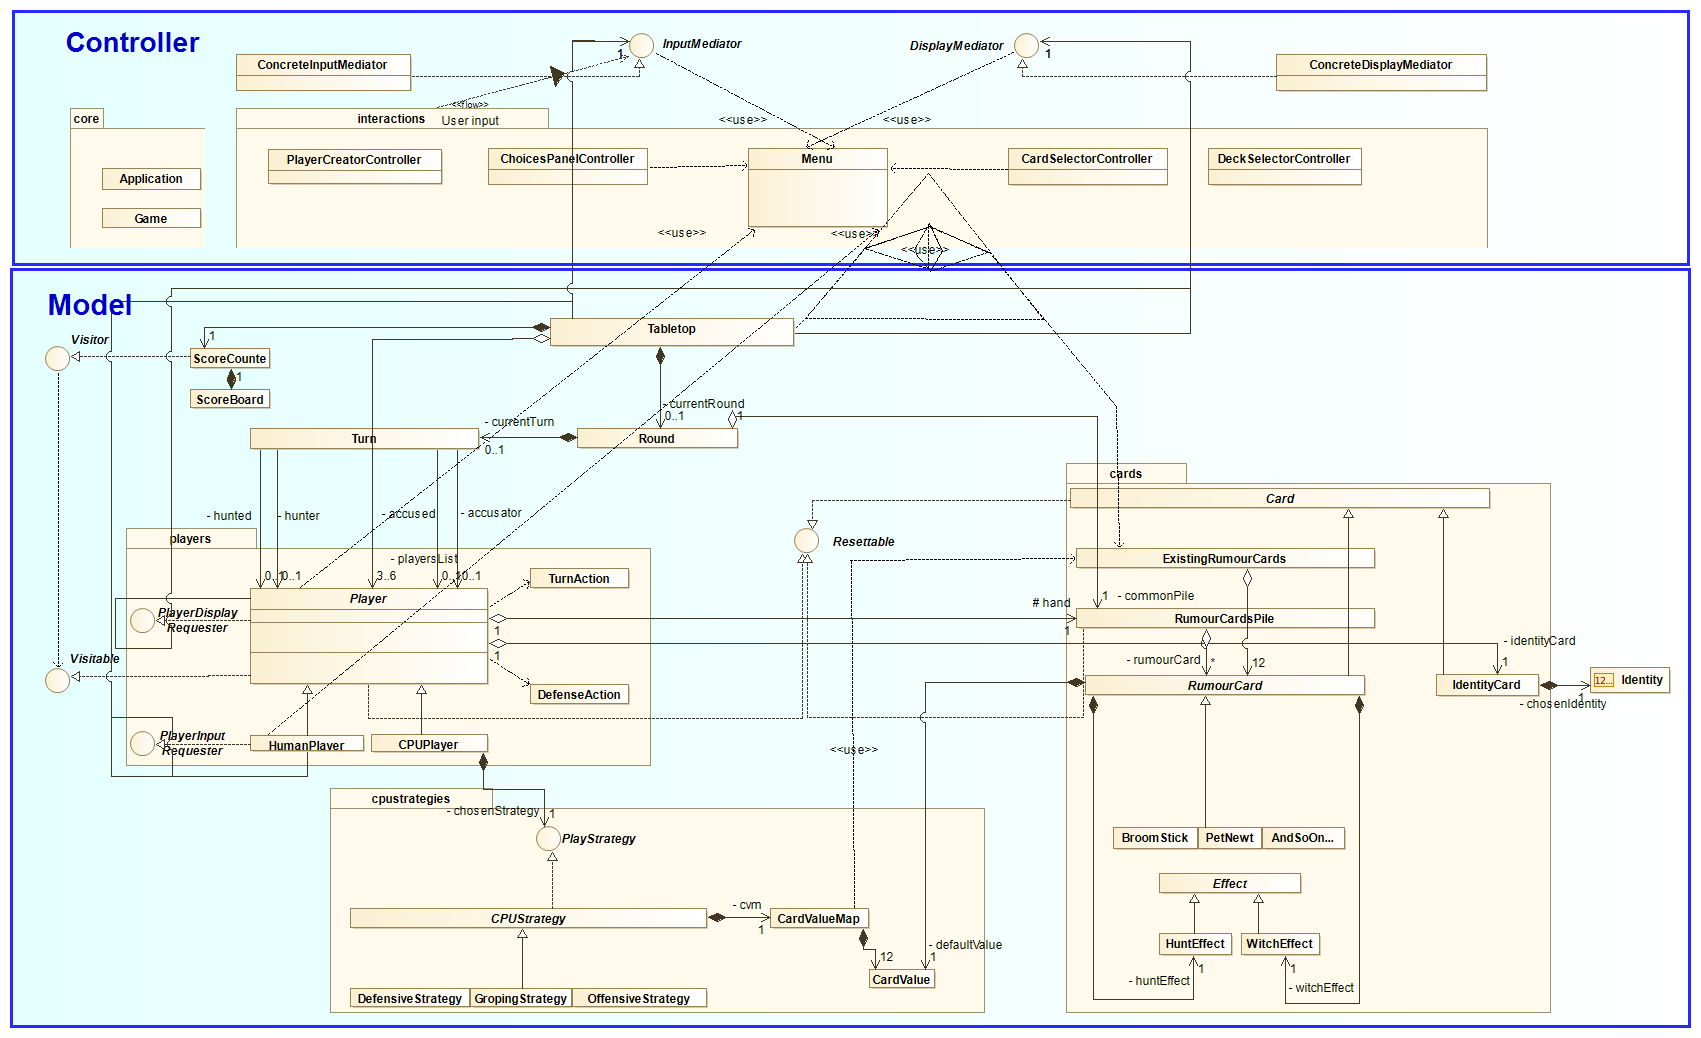 Controller
InputMediator
DisplayMediator
1
1
ConcreteInputMediator
ConcreteDisplayMediator
<<flow>>
User input
core
interactions
<<use>>
<<use>>
PlayerCreatorController
ChoicesPanelController
Menu
CardSelectorController
DeckSelectorController
Application
Game
<<use>>
<<use>>
<<use>>
Model
Tabletop
1
Visitor
ScoreCounte
1
ScoreBoard
- currentRound
0..1
1
- currentTurn
Turn
Round
0..1
cards
Card
- hunted
- hunter
- accused
- accusator
players
Resettable
- playersList
ExistingRumourCards
0..1
0..1
3..6
0..1
0..1
TurnAction
Player
1
- commonPile
# hand
PlayerDisplay
Requester
RumourCardsPile
1
1
- identityCard
1
Visitable
- rumourCard
*
12
1
DefenseAction
RumourCard
IdentityCard
12...
Identity
1
- chosenIdentity
PlayerInput
Requester
HumanPlayer
CPUPlayer
<<use>>
cpustrategies
- chosenStrategy
1
PlayStrategy
BroomStick
PetNewt
AndSoOn...
Effect
- cvm
CPUStrategy
CardValueMap
1
HuntEffect
WitchEffect
- defaultValue
12
1
1
1
CardValue
- huntEffect
- witchEffect
DefensiveStrategy
GropingStrategy
OffensiveStrategy